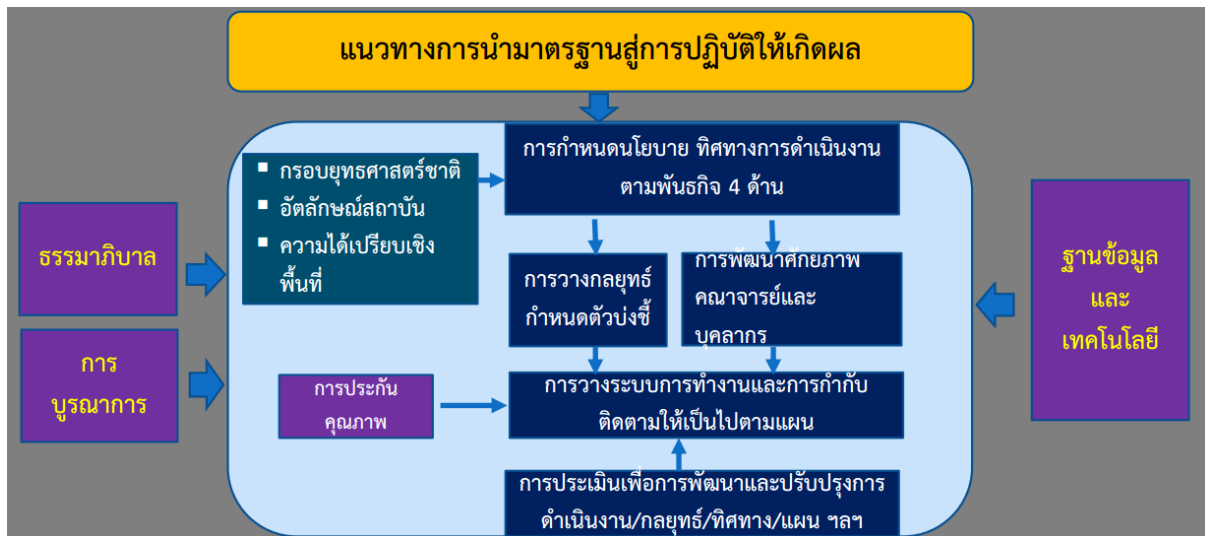 แนวทางการนำมาตรฐานสู่การปฏิบัติให้เกิดผล
การกำหนดนโยบาย ทิศทางการดำเนินงาน
ตามพันธกิจ 4 ด้าน
▪ กรอบยุทธศาสตร์ชาติ
▪ อัตลักษณ์สถาบัน
▪ ความได้เปรียบเชิง
พื้นที่
ธรรมาภิบาล
การ
บูรณาการ
การวางกลยุทธ์
กำหนดตัวบ่งชี้
การพัฒนาศักยภาพ
คณาจารย์และ
บุคลากร
ฐานข้อมูล
และ
เทคโนโลยี
การประกัน
คุณภาพ
การวางระบบการทำงานและการกำกับ
ติดตามให้เป็นไปตามแผน
การประเมินเพื่อการพัฒนาและปรับปรุงการ
ดำเนินงาน/กลยุทธ์/ทิศทาง/แผน ฯลฯ